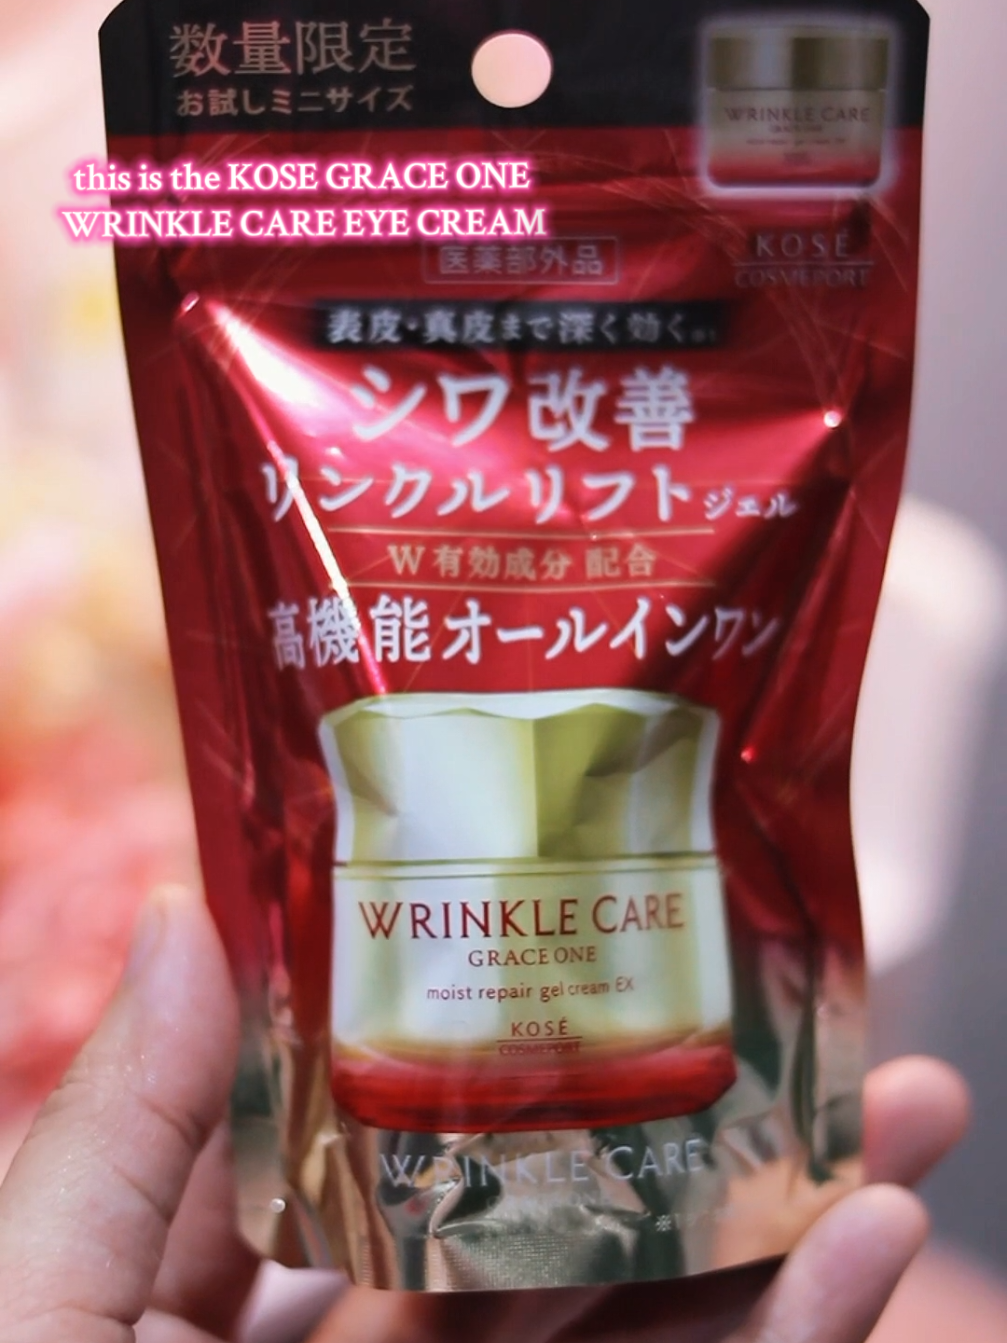 数量限定
お試しミニサイズ
WRINKLE CARE
this is the KOSE GRACE ONE
WRINKLE CARE EYE CREAM
KOSÉ
COSMEPORT
医薬部外品
表皮・真皮まで深く効く
シワ改善
リンクルリフトジェル
W有効成分 配合
高機能オールインワン
WRINKLE CARE
GRACE ONE
moist repair gel cream EX
KOSÉ
COSMEPORT
WRINKLE CARE